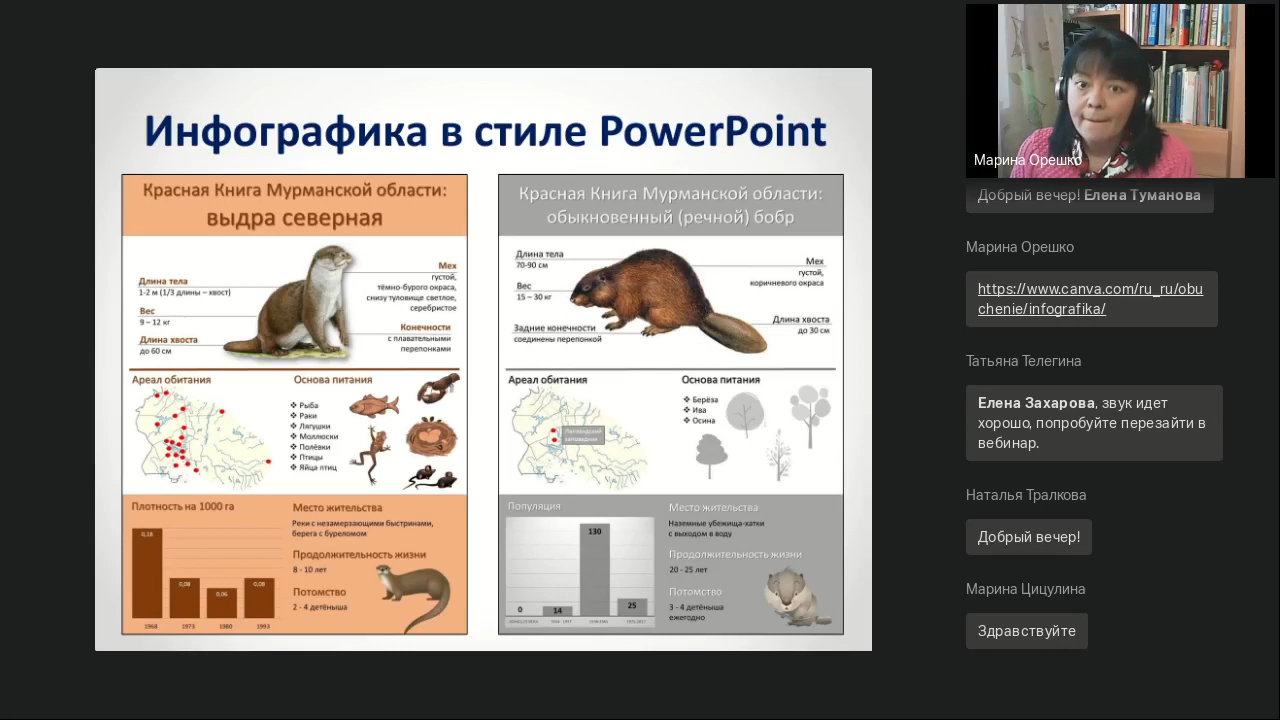 Инфографика в стиле PowerPoint
Красная Книга Мурманской области:
выдра северная
Длина тела
1-2 м (1/3 длины – хвост)
Вес
9 – 12 кг
Длина хвоста
до 60 см
Мех
густой,
тёмно-бурого окраса,
снизу туловище светлое,
серебристое
Конечности
с плавательными
перепонками
Ареал обитания
Основа питания
❖ Рыба
❖ Раки
❖ Лягушки
❖ Моллюски
❖ Полёвки
❖ Птицы
❖ Яйца птиц
Плотность на 1000 га
0,08
0,06
0,08
1968
1973
1980
1993
Место жительства
Реки с незамерзающими быстринами,
берега с буреломом
Продолжительность жизни
8 - 10 лет
Потомство
2 - 4 детёныша
Красная Книга Мурманской области:
обыкновенный (речной) бобр
Длина тела
70-90 см
Вес
15 – 30 кг
Задние конечности
соединены перепонкой
Мех
густой,
коричневого окраса
Длина хвоста
до 30 см
Ареал обитания
Лапландский
заповедник
Основа питания
❖ Берёза
❖ Ива
❖ Осина
Популяция
0
14
130
25
Место жительства
Наземные убежища-хатки
с выходом в воду
Продолжительность жизни
20 - 25 лет
Потомство
3 - 4 детёныша
ежегодно
Марина Орешко
Добрый вечер! Елена Туманова
Марина Орешко
https://www.canva.com/ru_ru/obu
chenie/infografika/
Татьяна Телегина
Елена Захарова, звук идет
хорошо, попробуйте перезайти в
вебинар.
Наталья Тралкова
Добрый вечер!
Марина Цицулина
Здравствуйте